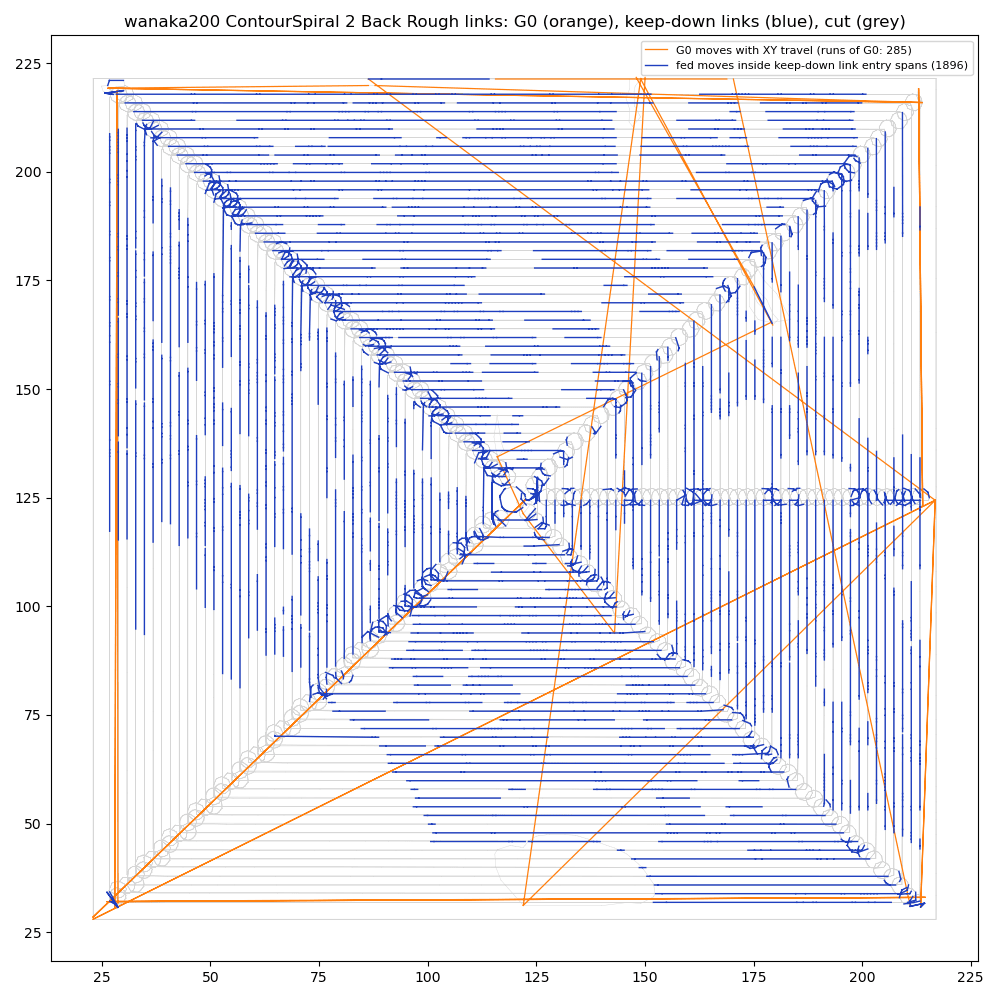 wanaka200 ContourSpiral 2 Back Rough links: G0 (orange), keep-down links (blue), cut (grey)
G0 moves with XY travel (runs of G0: 285)
fed moves inside keep-down link entry spans (1896)
225
200
175
150
125
100
75
50
25
25 50 75 100 125 150 175 200 225